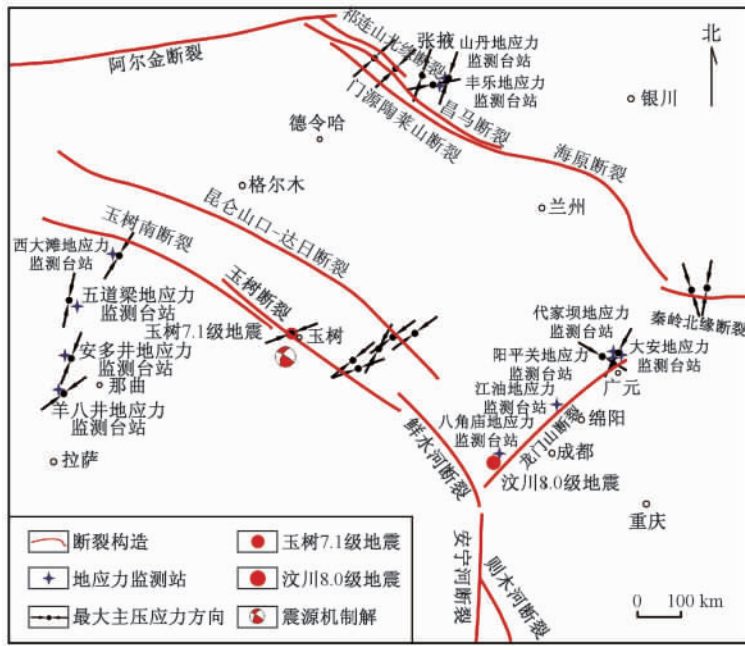 北
阿尔金断裂
祁连山北缘断裂
张掖
山丹地应力
监测台站
丰乐地应力
监测台站
昌马断裂
门源陶莱山断裂
银川
海原断裂
德令哈
格尔木
兰州
昆仑山口-达日断裂
玉树南断裂
西大滩地应力
监测台站
五道梁地应力
监测台站
玉树断裂
玉树7.1级地震
玉树
安多井地应力
监测台站
那曲
羊八井地应力
监测台站
拉萨
秦岭北缘断裂
代家坝地应力
监测台站
大安地应力
监测台站
阳平关地应力
监测台站
广元
江油地应力
监测台站
绵阳
八角庙地应力
监测台站
龙门山断裂
成都
汶川8.0级地震
鲜水河断裂
重庆
安宁河断裂
则木河断裂
断裂构造
玉树7.1级地震
地应力监测站
汶川8.0级地震
最大主压应力方向
震源机制解
0 100 km